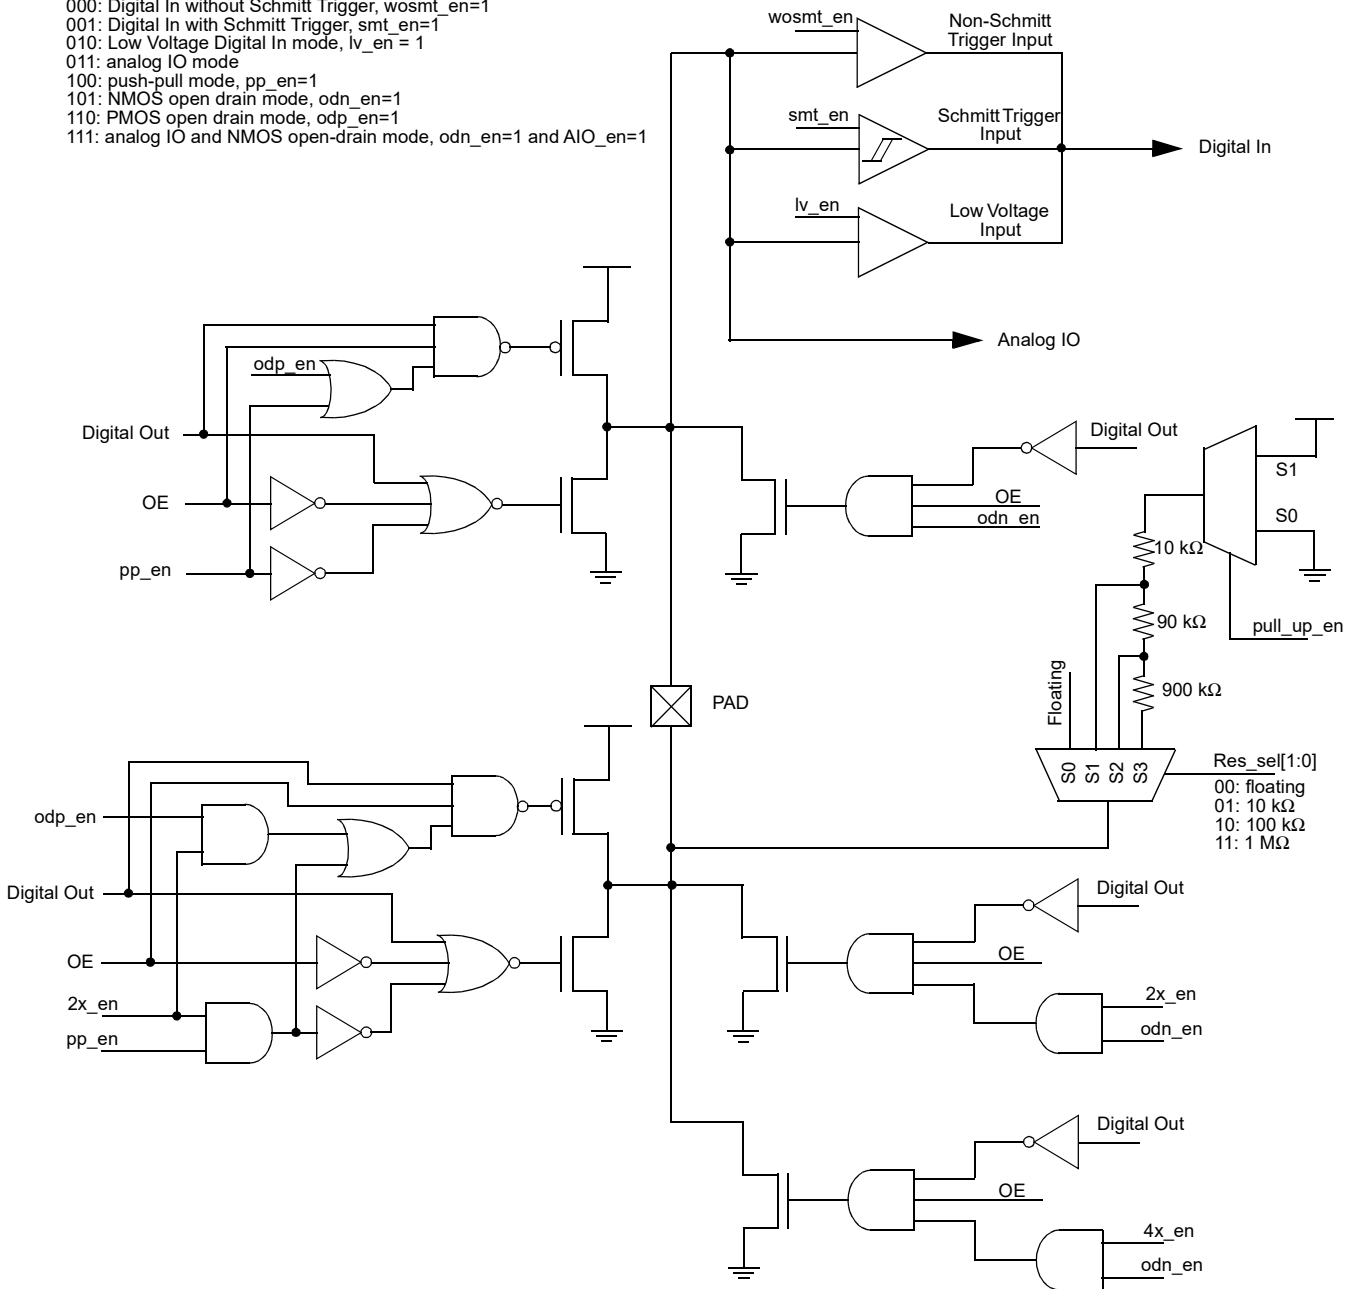 000: Digital In without Schmitt Trigger, wosmt_en=1
001: Digital In with Schmitt Trigger, smt_en=1
010: Low Voltage Digital In mode, lv_en = 1
011: analog IO mode
100: push-pull mode, pp_en=1
101: NMOS open drain mode, odn_en=1
110: PMOS open drain mode, odp_en=1
111: analog IO and NMOS open-drain mode, odn_en=1 and AIO_en=1
wosmt_en
Non-Schmitt
Trigger Input
smt_en
Schmitt Trigger
Input
Digital In
lv_en
Low Voltage
Input
Analog IO
odp_en
Digital Out
OE
pp_en
Digital Out
OE
odn_en
S1
S0
10 kΩ
90 kΩ
pull_up_en
900 kΩ
Floating
PAD
S0
S1
S2
S3
Res_sel[1:0]
00: floating
01: 10 kΩ
10: 100 kΩ
11: 1 MΩ
odp_en
Digital Out
OE
2x_en
pp_en
Digital Out
OE
2x_en
odn_en
Digital Out
OE
4x_en
odn_en